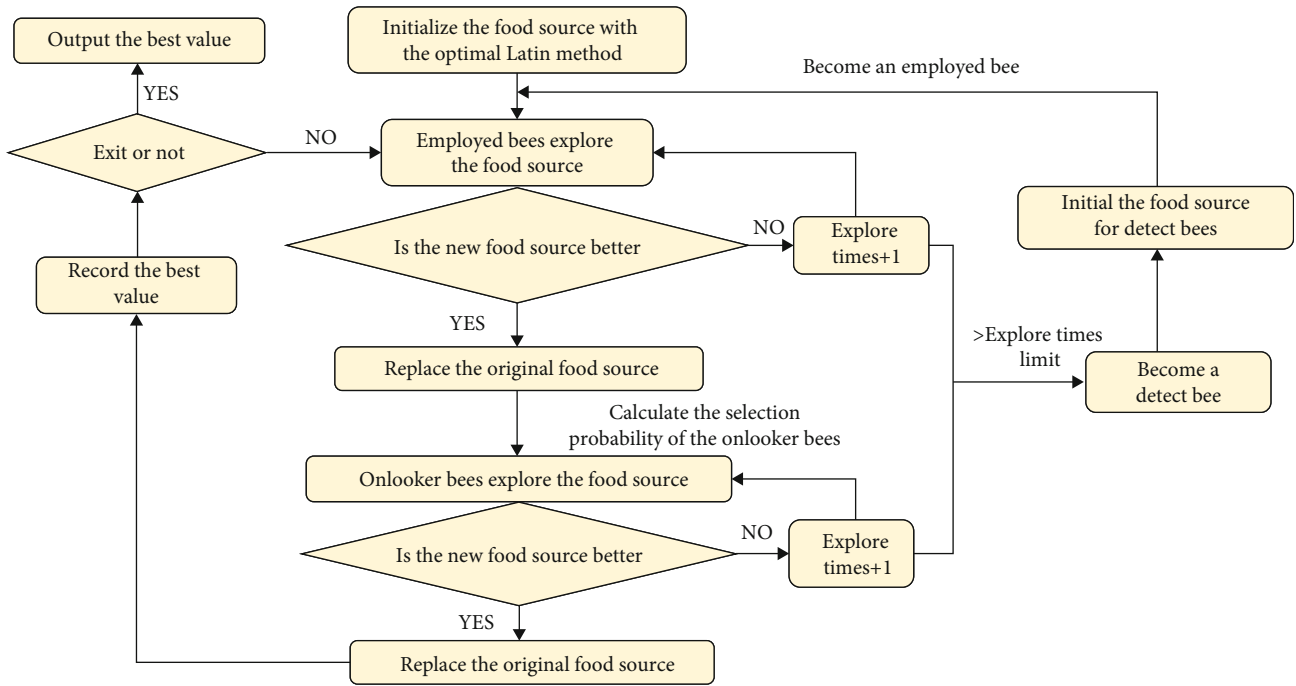 Output the best value
YES
Exit or not
NO
Record the best
value
Initialize the food source with
the optimal Latin method
Become an employed bee
Employed bees explore
the food source
Is the new food source better
NO
Explore
times+1
YES
Replace the original food source
Calculate the selection
probability of the onlooker bees
Onlooker bees explore the food source
Is the new food source better
NO
Explore
times+1
YES
Replace the original food source
>Explore times
limit
Become a
detect bee
Initial the food source
for detect bees